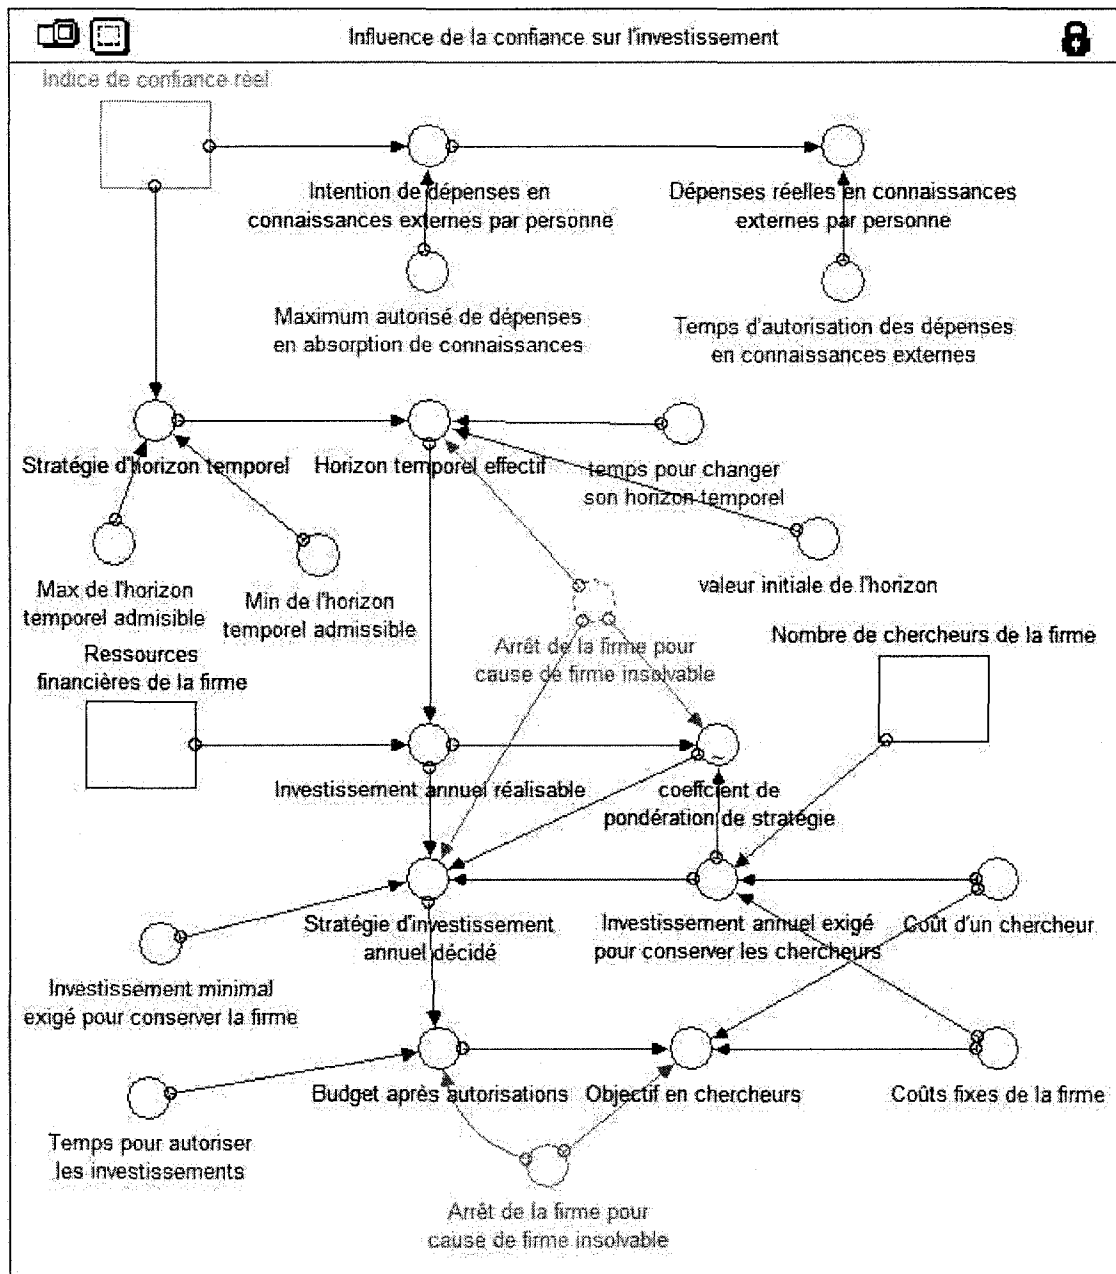 Influence de la confiance sur l'investissement
Indice de confiance réel
Intention de dépenses en
connaissances externes par personne
Dépenses réelles en connaissances
externes par personne
Maximum autorisé de dépenses
en absorption de connaissances
Temps d'autorisation des dépenses
en connaissances externes
Stratégie d'horizon temporel
Horizon temporel effectif
temps pour changer
son horizon temporel
Max de l'horizon
temporel admisible
Min de l'horizon
temporel admissible
valeur initiale de l'horizon
Arrêt de la firme pour
cause de firme insolvable
Nombre de chercheurs de la firme
Ressources
financières de la firme
Investissement annuel réalisable
coeffcient de
pondération de stratégie
Stratégie d'investissement
annuel décidé
Investissement annuel exigé
pour conserver les chercheurs
Coût d'un chercheur
Investissement minimal
exigé pour conserver la firme
Budget après autorisations
Objectif en chercheurs
Coûts fixes de la firme
Temps pour autoriser
les investissements
Arrêt de la firme pour
cause de firme insolvable